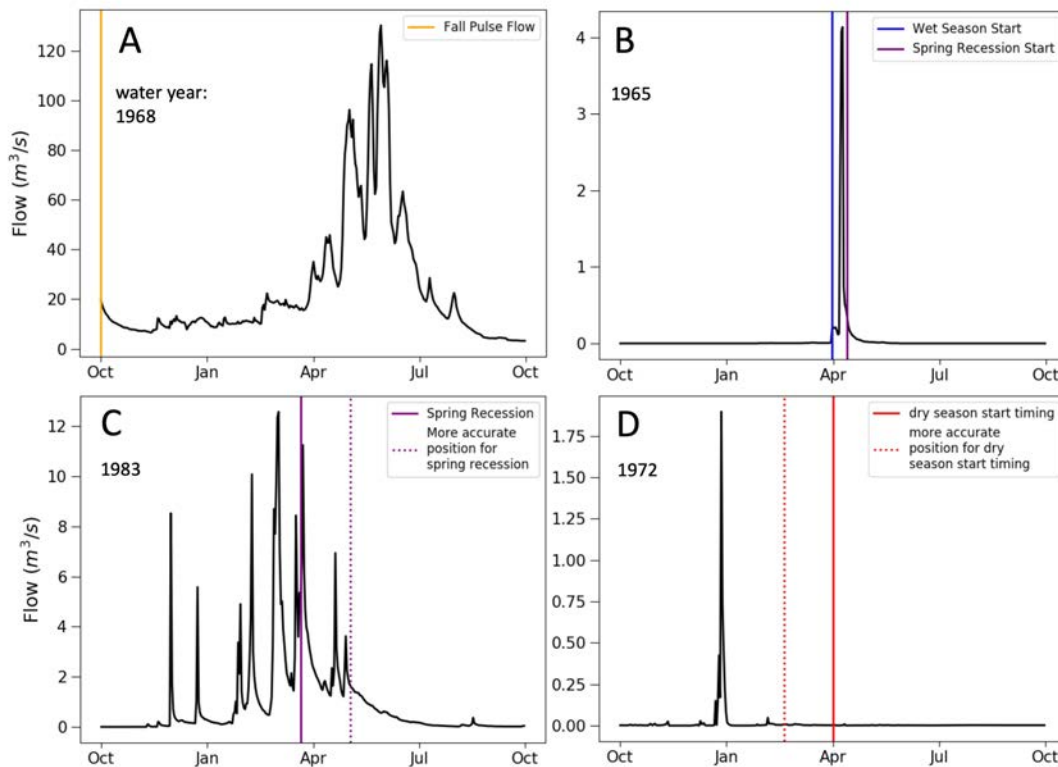 A
water year:
1968
Fall Pulse Flow
Flow (m³/s)
120
100
80
60
40
20
0
Oct
Jan
Apr
Jul
Oct
B
1965
Wet Season Start
Spring Recession Start
4
3
2
1
0
Oct
Jan
Apr
Jul
Oct
C
1983
Spring Recession
More accurate
position for
spring recession
Flow (m³/s)
12
10
8
6
4
2
0
Oct
Jan
Apr
Jul
Oct
D
1972
dry season start timing
more accurate
position for dry
season start timing
1.75
1.50
1.25
1.00
0.75
0.50
0.25
0.00
Oct
Jan
Apr
Jul
Oct